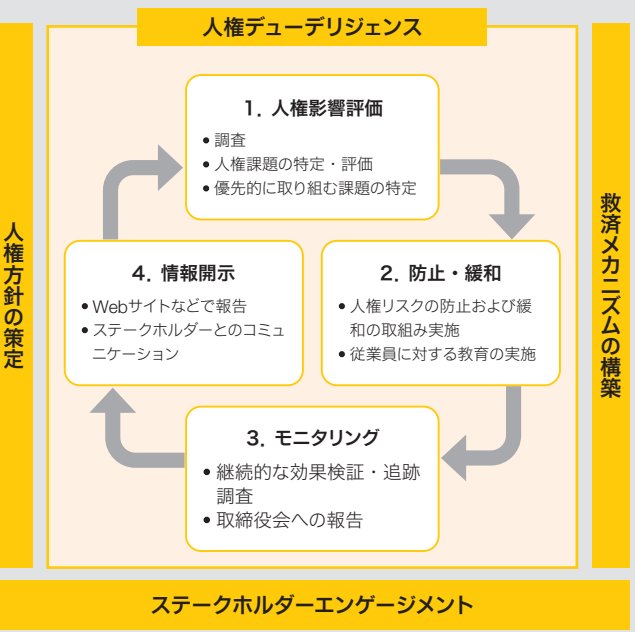 人権デューデリジェンス
人権方針の策定
1. 人権影響評価
• 調査
• 人権課題の特定・評価
• 優先的に取り組む課題の特定
2. 防止・緩和
• 人権リスクの防止および緩
和の取組み実施
• 従業員に対する教育の実施
3. モニタリング
• 継続的な効果検証・追跡
調査
• 取締役会への報告
4. 情報開示
• Webサイトなどで報告
• ステークホルダーとのコミュ
ニケーション
救済メカニズムの構築
ステークホルダーエンゲージメント